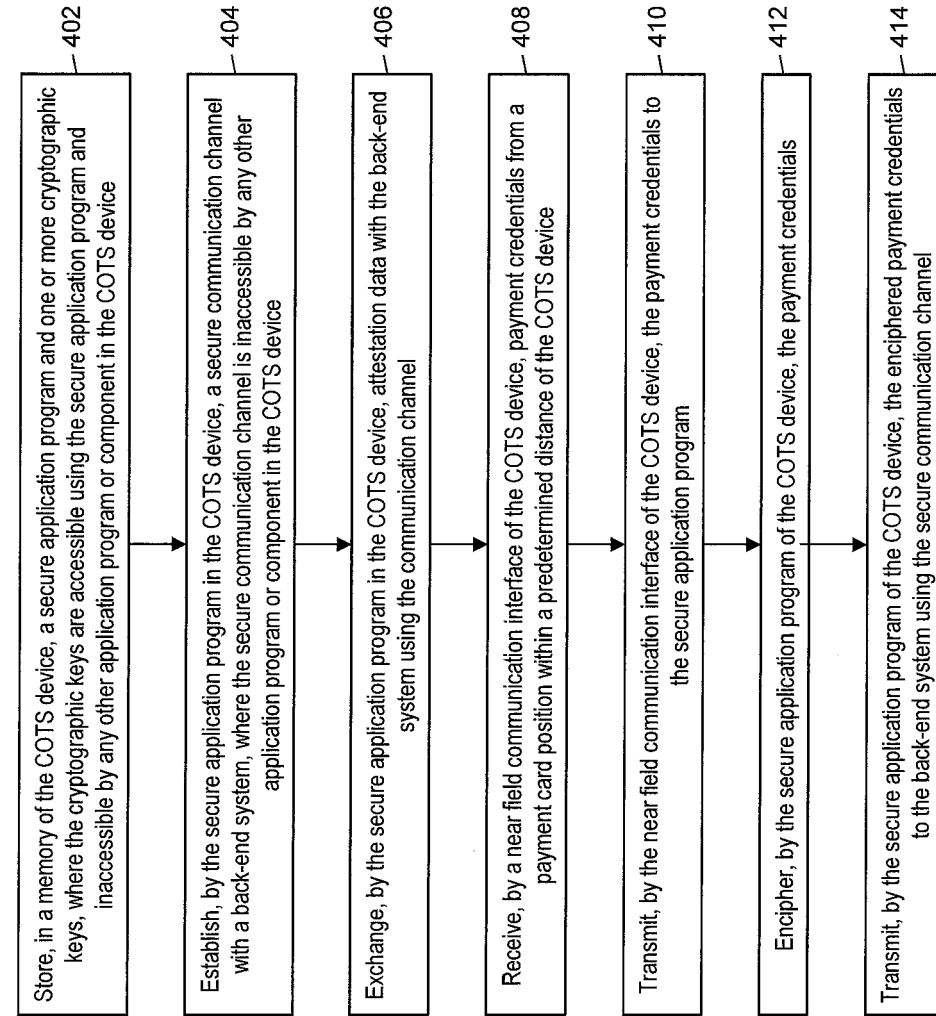 Store, in a memory of the COTS device, a secure application program and one or more cryptographic
keys, where the cryptographic keys are accessible using the secure application program and
inaccessible by any other application program or component in the COTS device
402
Establish, by the secure application program in the COTS device, a secure communication channel
with a back-end system, where the secure communication channel is inaccessible by any other
application program or component in the COTS device
404
Exchange, by the secure application program in the COTS device, attestation data with the back-end
system using the communication channel
406
Receive, by a near field communication interface of the COTS device, payment credentials from a
payment card position within a predetermined distance of the COTS device
408
Transmit, by the near field communication interface of the COTS device, the payment credentials to
the secure application program
410
Encipher, by the secure application program of the COTS device, the payment credentials
412
Transmit, by the secure application program of the COTS device, the enciphered payment credentials
to the back-end system using the secure communication channel
414